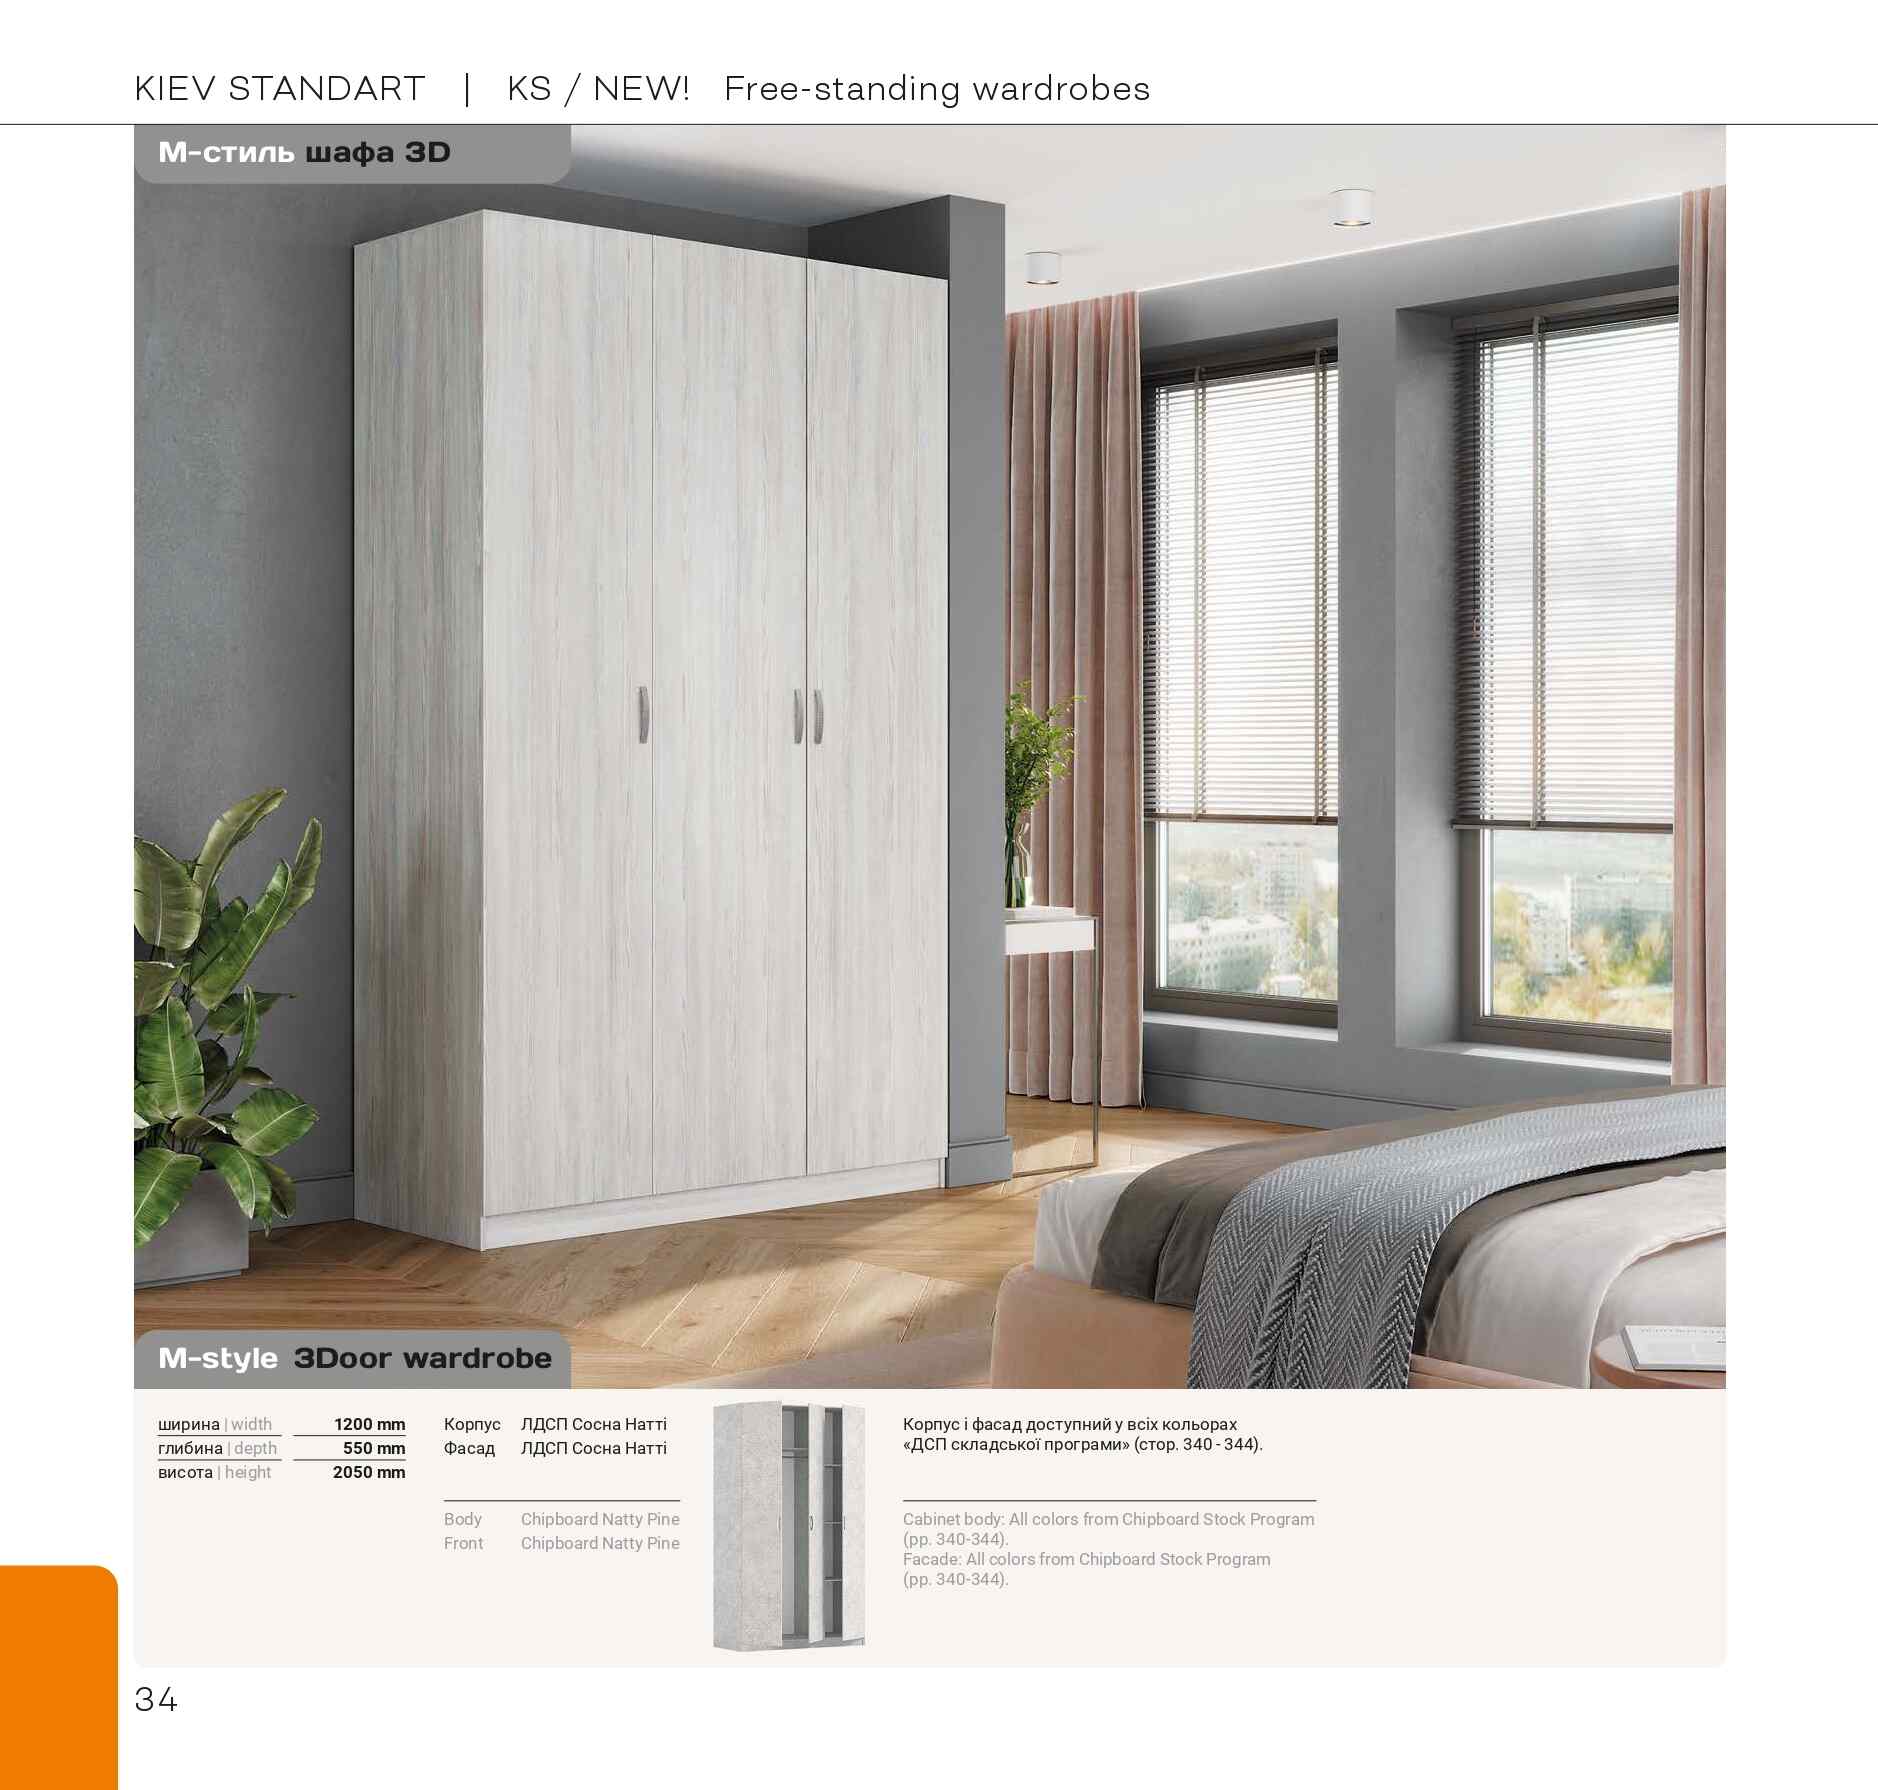 KIEV STANDART | KS / NEW! Free-standing wardrobes
М-стиль шафа 3D
M-style 3Door wardrobe
ширина | width 1200 mm
глибина | depth 550 mm
висота | height 2050 mm
Корпус ЛДСП Сосна Натті
Фасад ЛДСП Сосна Натті
Body Chipboard Natty Pine
Front Chipboard Natty Pine
Корпус і фасад доступний у всіх кольорах
«ДСП складської програми» (стор. 340 - 344).
Cabinet body: All colors from Chipboard Stock Program
(pp. 340-344).
Facade: All colors from Chipboard Stock Program
(pp. 340-344).
34